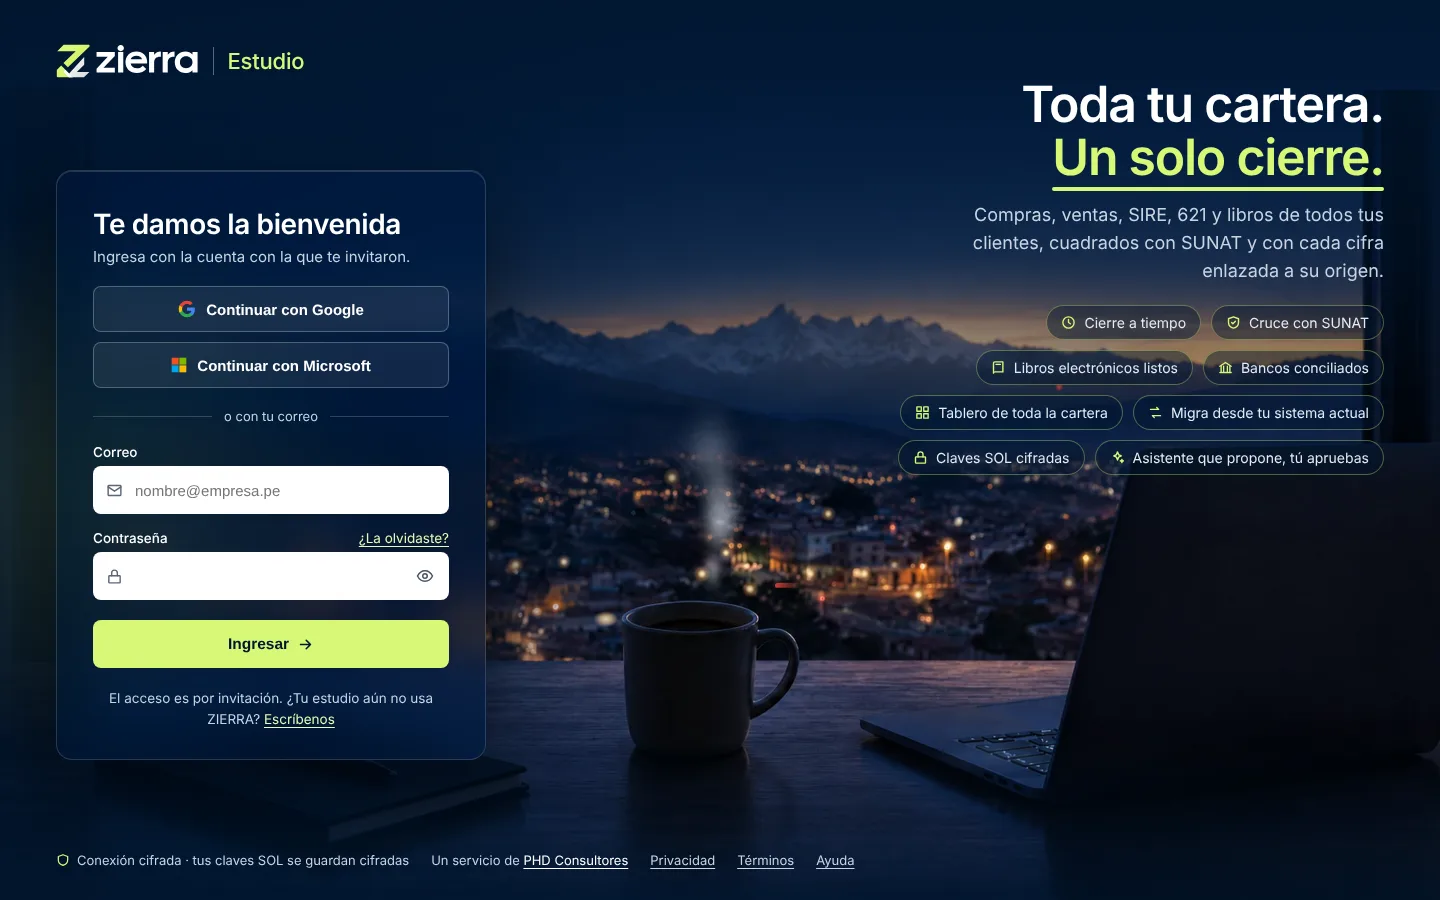 zierra | Estudio
Toda tu cartera.
Un solo cierre.
Compras, ventas, SIRE, 621 y libros de todos tus
clientes, cuadrados con SUNAT y con cada cifra
enlazada a su origen.
Cierre a tiempo
Cruce con SUNAT
Libros electrónicos listos
Bancos conciliados
Tablero de toda la cartera
Migra desde tu sistema actual
Claves SOL cifradas
Asistente que propone, tú apruebas
Te damos la bienvenida
Ingresa con la cuenta con la que te invitaron.
Continuar con Google
Continuar con Microsoft
o con tu correo
Correo
nombre@empresa.pe
Contraseña
¿La olvidaste?
Ingresar →
El acceso es por invitación. ¿Tu estudio aún no usa
ZIERRA? Escríbenos
Conexión cifrada · tus claves SOL se guardan cifradas
Un servicio de PHD Consultores
Privacidad
Términos
Ayuda